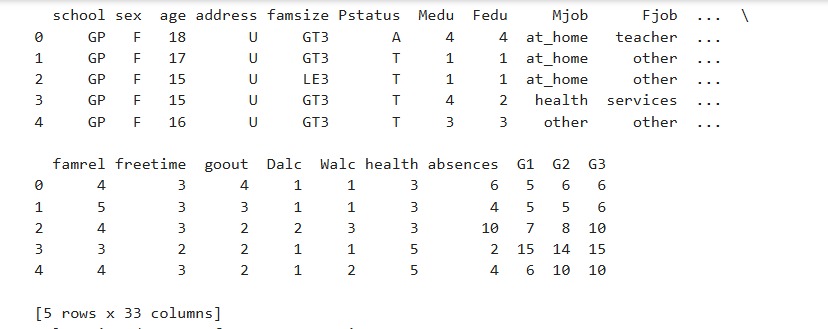 school sex age address famsize Pstatus Medu Fedu Mjob Fjob ... \
0 GP F 18 U GT3 A 4 4 at_home teacher ...
1 GP F 17 U GT3 T 1 1 at_home other ...
2 GP F 15 U LE3 T 1 1 at_home other ...
3 GP F 15 U GT3 T 4 2 health services ...
4 GP F 16 U GT3 T 3 3 other other ...
famrel freetime goout Dalc Walc health absences G1 G2 G3
0 4 3 4 1 1 3 6 5 6 6
1 5 3 3 1 1 3 4 5 5 6
2 4 3 2 2 3 3 10 7 8 10
3 3 2 2 1 1 5 2 15 14 15
4 4 3 2 1 2 5 4 6 10 10
[5 rows x 33 columns]